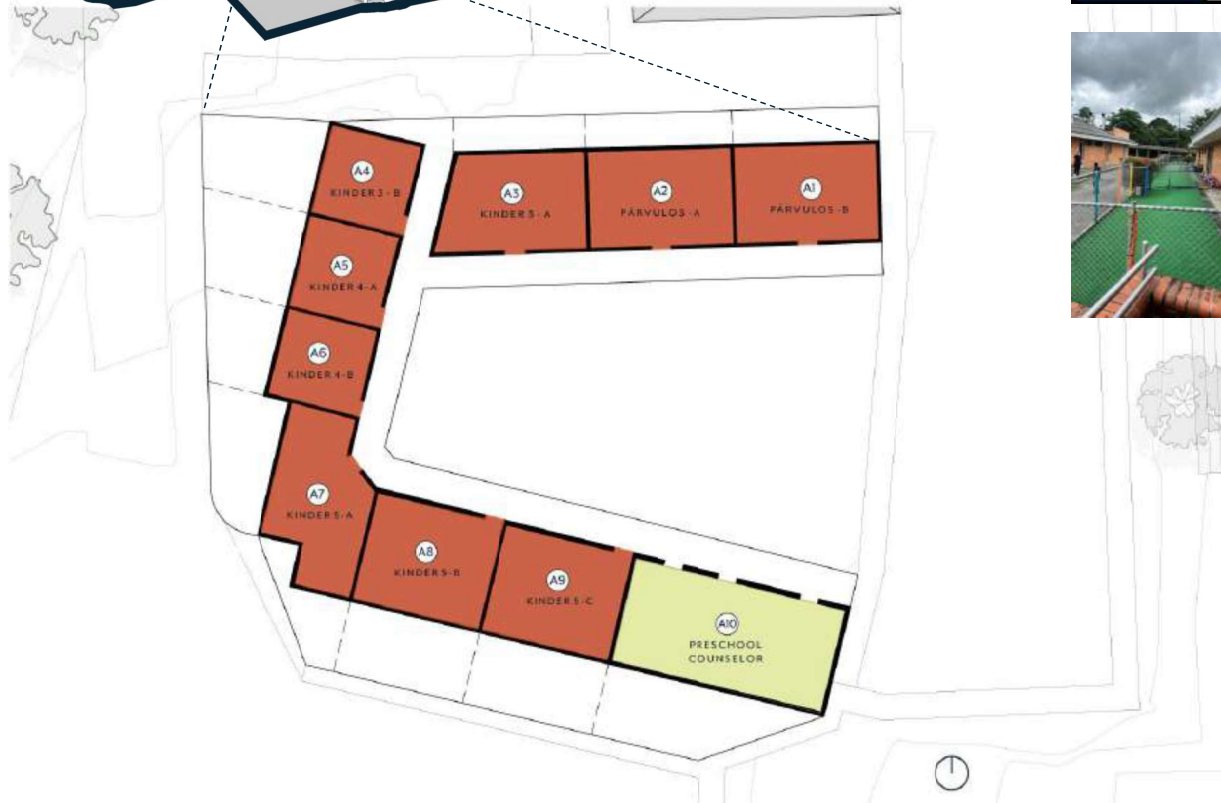 A4
KINDER 3 - B
A3
KINDER 3 - A
A2
PÁRVULOS - A
A1
PÁRVULOS - B
A5
KINDER 4 - A
A6
KINDER 4 - B
A7
KINDER 5 - A
A8
KINDER 5 - B
A9
KINDER 5 - C
A10
PRESCHOOL
COUNSELOR